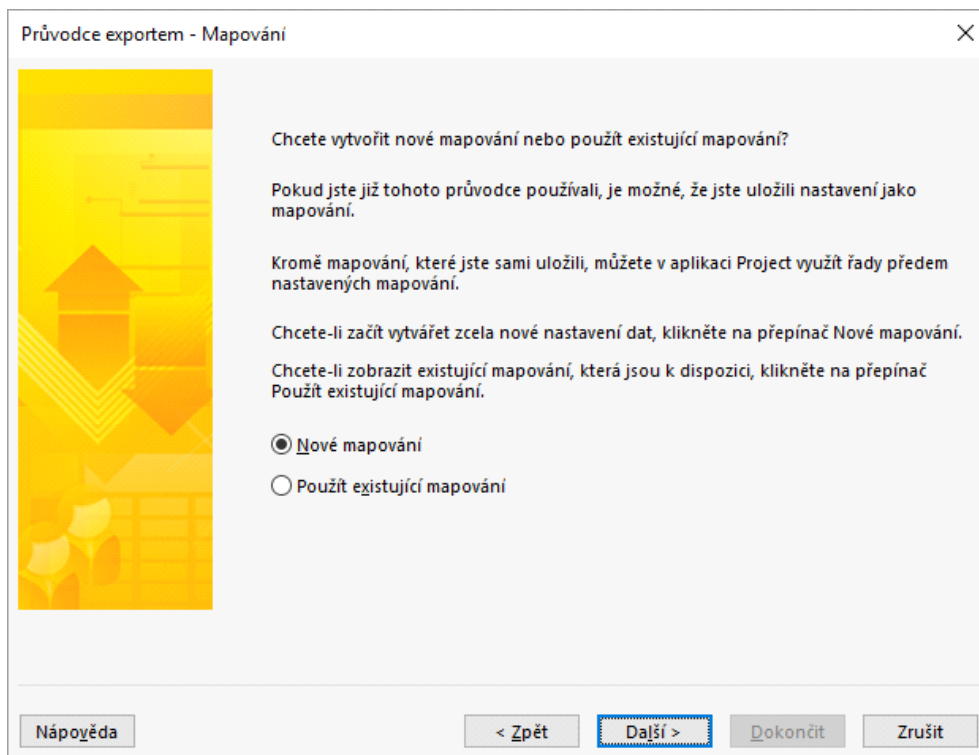 Průvodce exportem - Mapování
Chcete vytvořit nové mapování nebo použít existující mapování?
Pokud jste již tohoto průvodce používali, je možné, že jste uložili nastavení jako
mapování.
Kromě mapování, které jste sami uložili, můžete v aplikaci Project využít řady předem
nastavených mapování.
Chcete-li začít vytvářet zcela nové nastavení dat, klikněte na přepínač Nové mapování.
Chcete-li zobrazit existující mapování, která jsou k dispozici, klikněte na přepínač
Použít existující mapování.
Nové mapování
Použít existující mapování
Nápověda
< Zpět
Další >
Dokončit
Zrušit